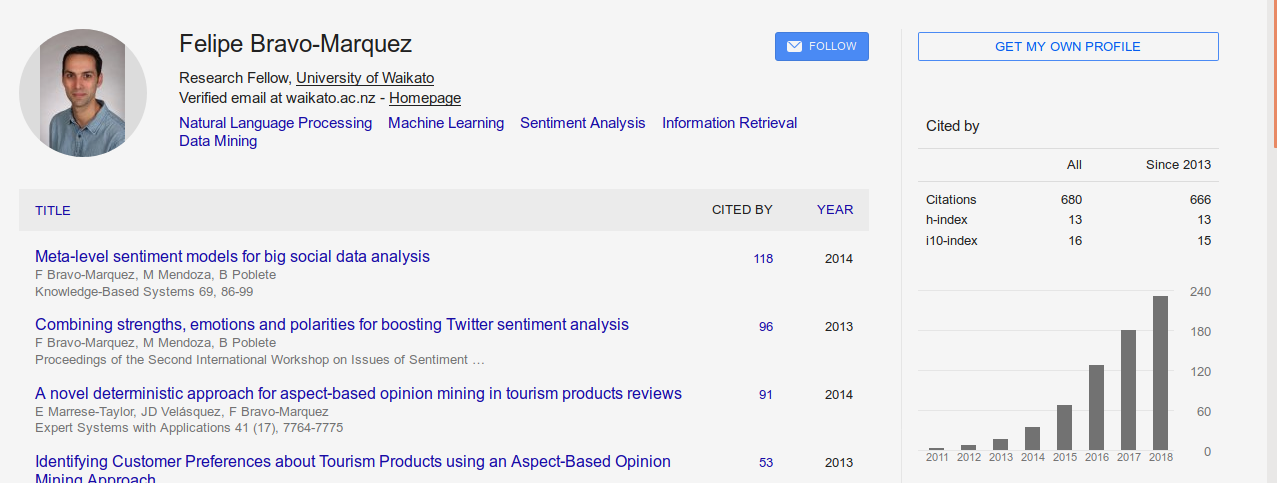 Felipe Bravo-Marquez
FOLLOW
Research Fellow, University of Waikato
Verified email at waikato.ac.nz - Homepage
Natural Language Processing Machine Learning Sentiment Analysis Information Retrieval
Data Mining
TITLE CITED BY YEAR
Meta-level sentiment models for big social data analysis 118 2014
F Bravo-Marquez, M Mendoza, B Poblete
Knowledge-Based Systems 69, 86-99
Combining strengths, emotions and polarities for boosting Twitter sentiment analysis 96 2013
F Bravo-Marquez, M Mendoza, B Poblete
Proceedings of the Second International Workshop on Issues of Sentiment …
A novel deterministic approach for aspect-based opinion mining in tourism products reviews 91 2014
E Marrese-Taylor, JD Velásquez, F Bravo-Marquez
Expert Systems with Applications 41 (17), 7764-7775
Identifying Customer Preferences about Tourism Products using an Aspect-Based Opinion 53 2013
Mining Approach
GET MY OWN PROFILE
Cited by
All Since 2013
Citations 680 666
h-index 13 13
i10-index 16 15
240
180
120
60
0
2011 2012 2013 2014 2015 2016 2017 2018